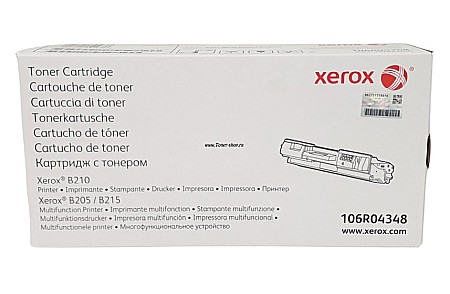 Toner Cartridge
Cartouche de toner
Cartuccia di toner
Tonerkartusche
Cartucho de tóner
Cartucho do toner
Картридж с тонером
Xerox® B210
Printer • Imprimante • Stampante • Drucker • Impresora • Impressora • Принтер
Xerox® B205 / B215
Multifunction Printer • Imprimante multifonction • Stampante multifunzione •
Multifunktionsdrucker • Impresora multifunción • Impressora multifuncional •
Multifunctionele printer • Многофункциональное устройство
www.Toner-shop.ru
xerox
106R04348
www.xerox.com